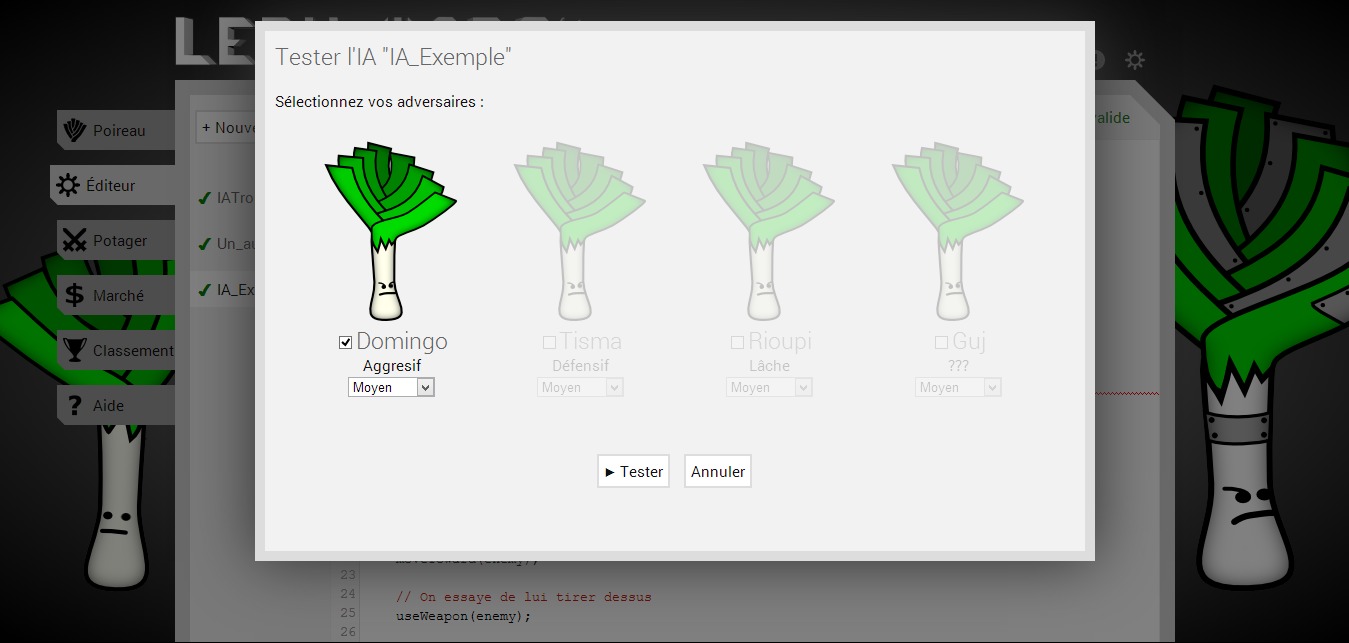 Tester l'IA "IA_Exemple"
Sélectionnez vos adversaires :
Poireau
Éditeur
Potager
$ Marché
Classement
? Aide
+ Nouve
✔ IATro
✔ Un_au
✔ IA_Ex
alide
Domingo
Aggresif
Moyen
Tisma
Défensif
Moyen
Rioupi
Lâche
Moyen
Guj
???
Moyen
► Tester
Annuler
23
24 // On essaye de lui tirer dessus
25 useWeapon(enemy);
26